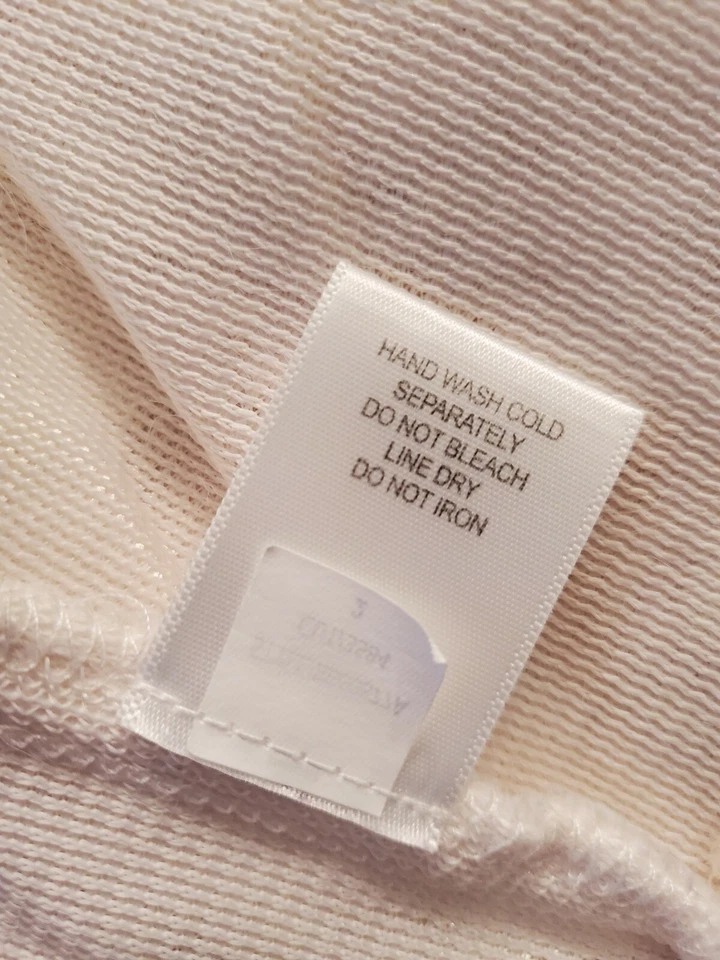 HAND WASH COLD
SEPARATELY
DO NOT BLEACH
LINE DRY
DO NOT IRON